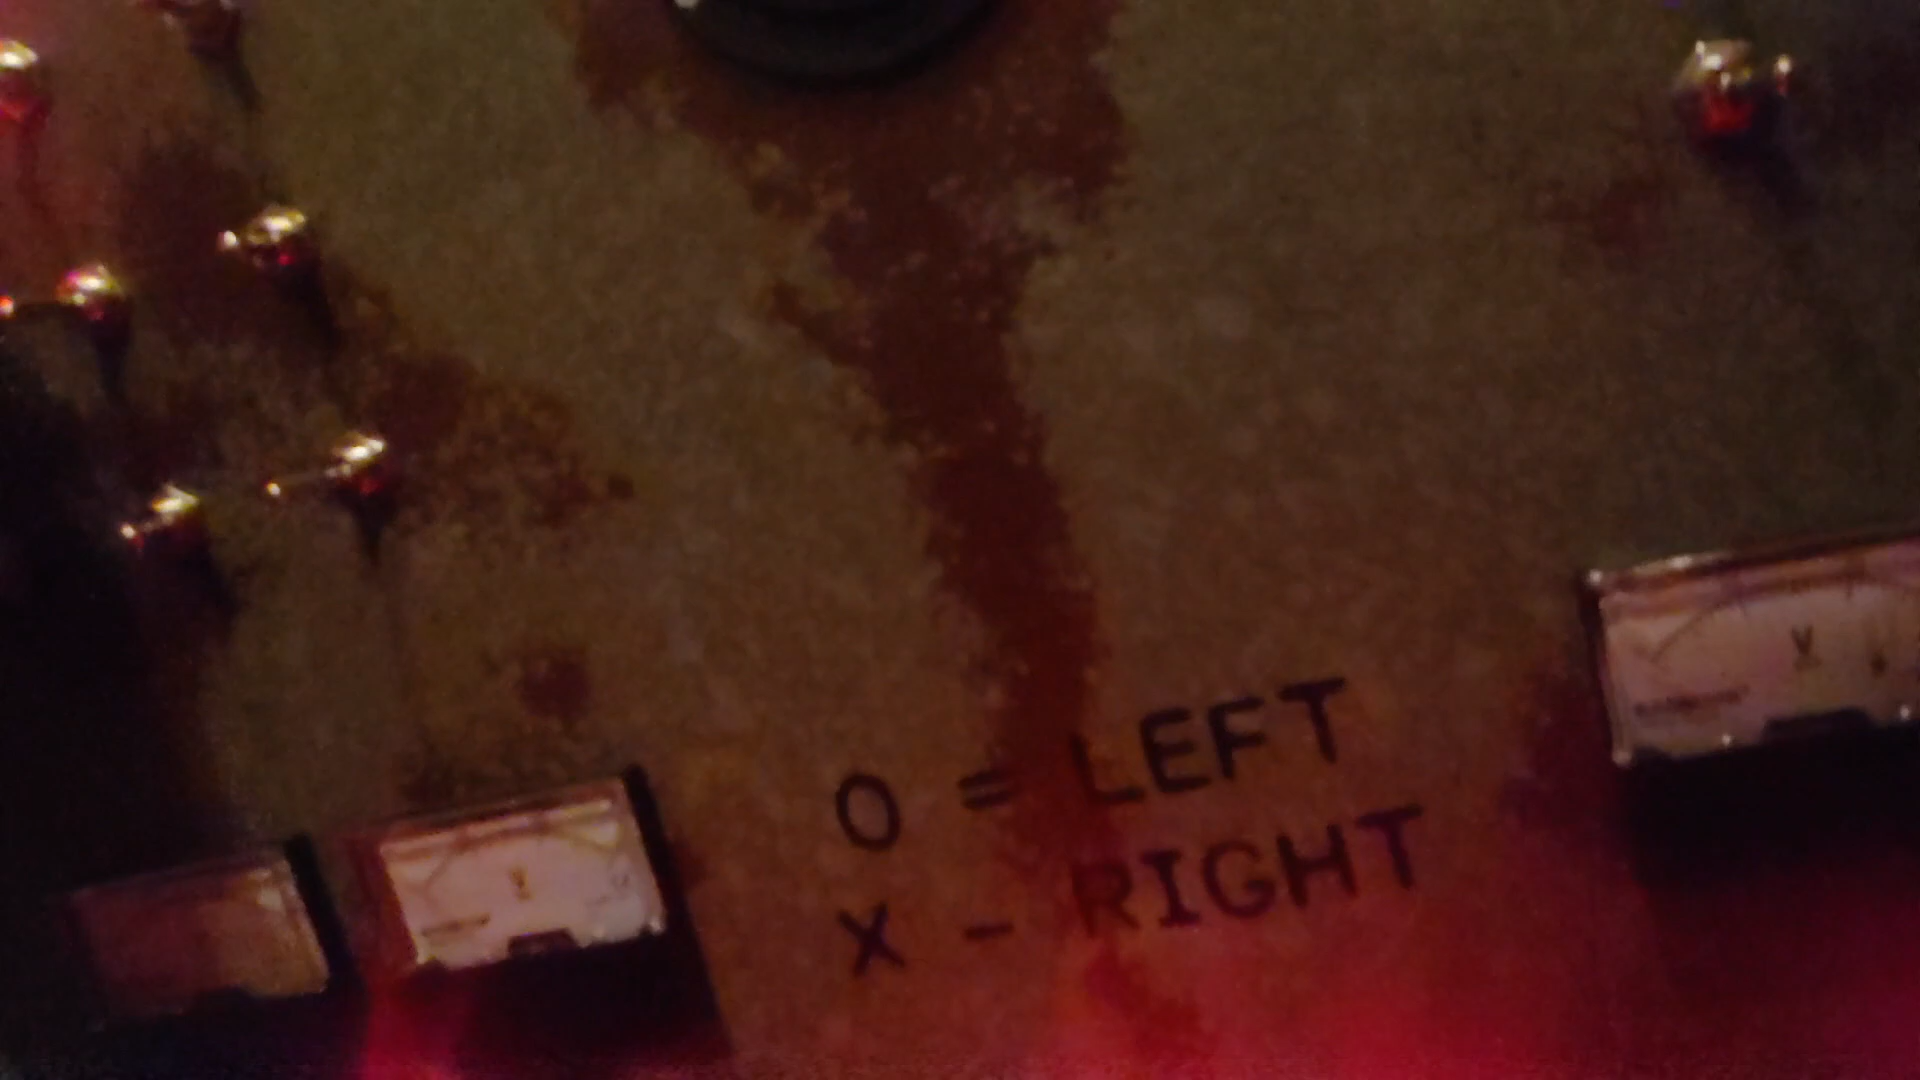 O = LEFT
X - RIGHT
V
V